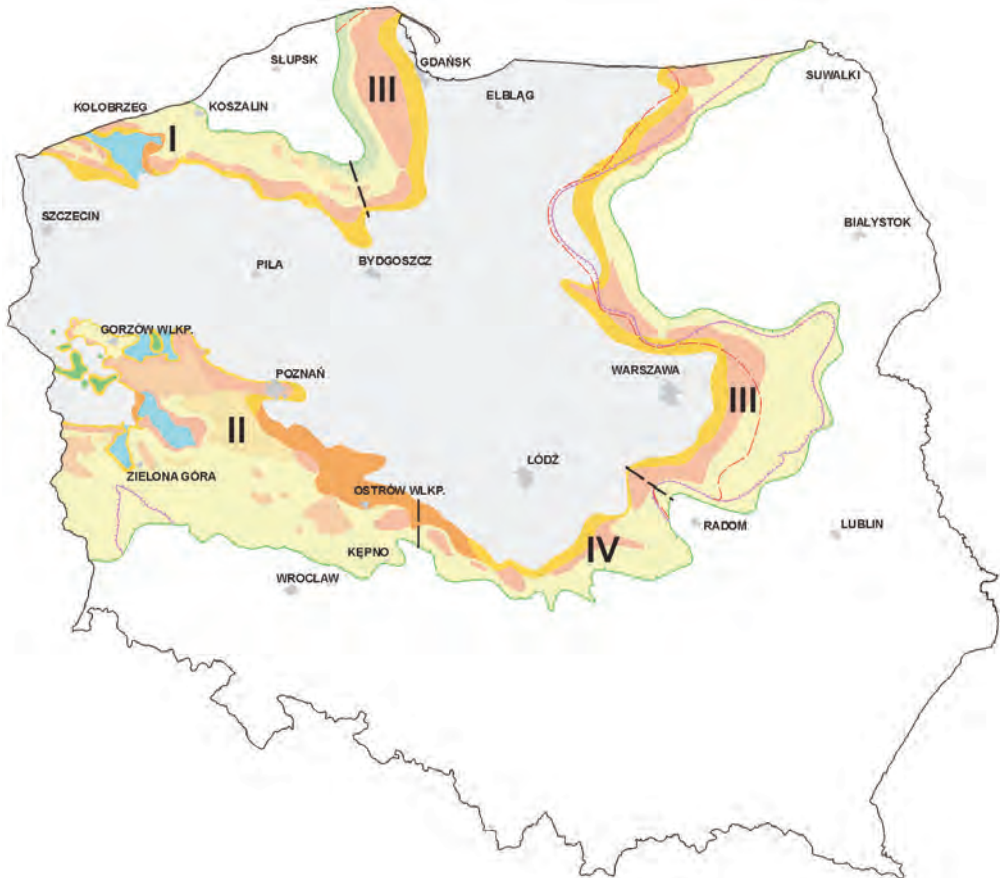 SŁUPSK
GDAŃSK
III
ELBLĄG
SUWAŁKI
KOŁOBRZEG
KOSZALIN
I
SZCZECIN
BIAŁYSTOK
PIŁA
BYDGOSZCZ
GORZÓW WLKP.
POZNAŃ
WARSZAWA
III
II
ŁÓDŹ
ZIELONA GÓRA
OSTRÓW WLKP.
RADOM
LUBLIN
KĘPNO
IV
WROCŁAW